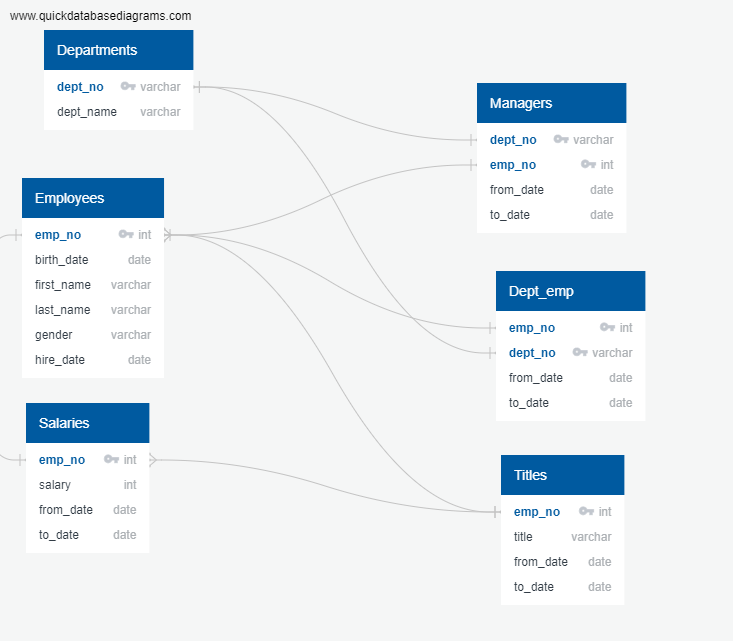 www.quickdatabasediagrams.com
Departments
dept_no varchar
dept_name varchar
Managers
dept_no varchar
emp_no int
from_date date
to_date date
Employees
emp_no int
birth_date date
first_name varchar
last_name varchar
gender varchar
hire_date date
Dept_emp
emp_no int
dept_no varchar
from_date date
to_date date
Salaries
emp_no int
salary int
from_date date
to_date date
Titles
emp_no int
title varchar
from_date date
to_date date